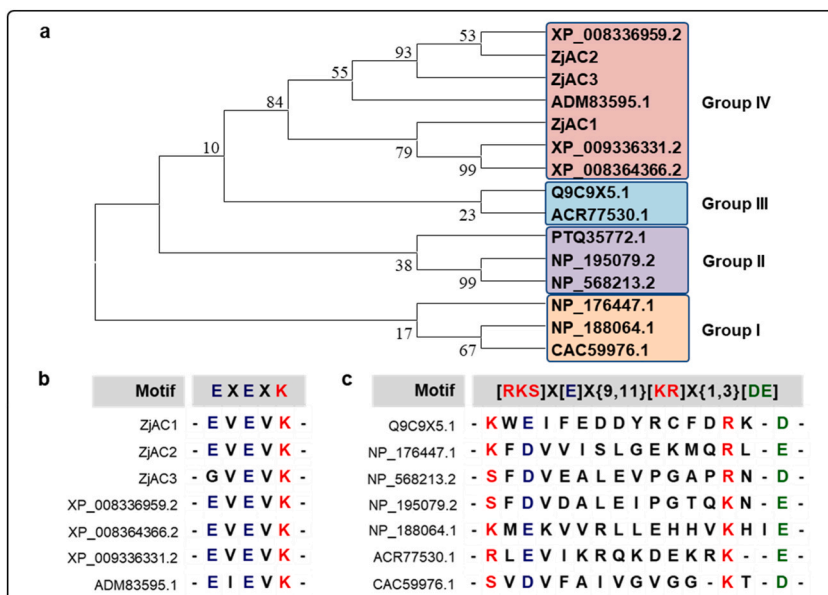 a
53
XP_008336959.2
ZjAC2
93
ZjAC3
55
ADM83595.1
Group IV
84
ZjAC1
79
XP_009336331.2
99
XP_008364366.2
10
Q9C9X5.1
Group III
23
ACR77530.1
PTQ35772.1
38
NP_195079.2
Group II
99
NP_568213.2
NP_176447.1
17
NP_188064.1
Group I
67
CAC59976.1
b
Motif E X E X K
ZjAC1 - E V E V K -
ZjAC2 - E V E V K -
ZjAC3 - G V E V K -
XP_008336959.2 - E V E V K -
XP_008364366.2 - E V E V K -
XP_009336331.2 - E V E V K -
ADM83595.1 - E I E V K -
c
Motif [RKS]X[E]X{9,11}[KR]X{1,3}[DE]
Q9C9X5.1 - K W E I F E D D Y R C F D R K - D -
NP_176447.1 - K F D V V I S L G E K M Q R L - E -
NP_568213.2 - S F D V E A L E V P G A P R N - D -
NP_195079.2 - S F D V D A L E I P G T Q K N - E -
NP_188064.1 - K M E K V V R L L E H H V K H I E -
ACR77530.1 - R L E V I K R Q K D E K R K - - E -
CAC59976.1 - S V D V F A I V G V G G - K T - D -